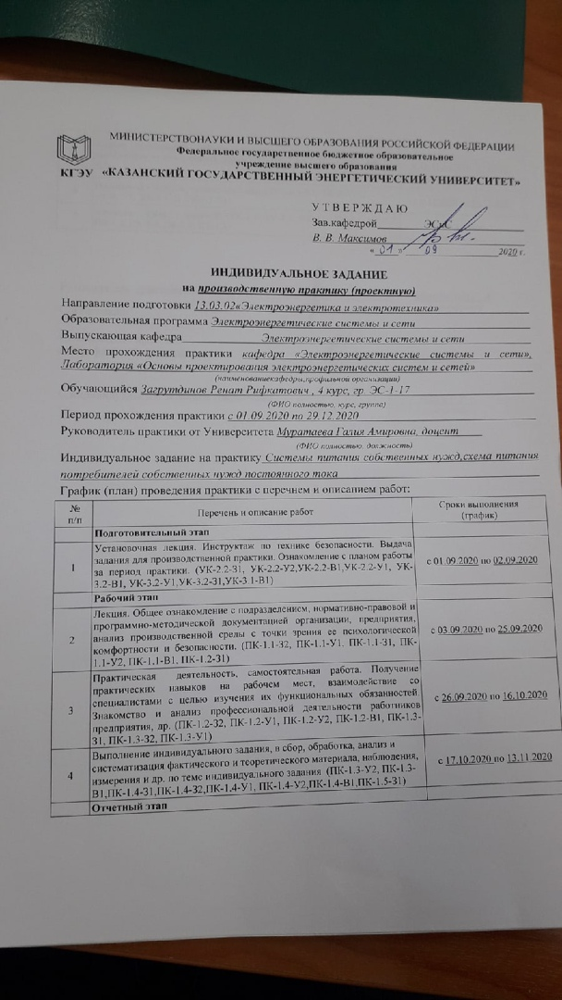 МИНИСТЕРСТВОНАУКИ И ВЫСШЕГО ОБРАЗОВАНИЯ РОССИЙСКОЙ ФЕДЕРАЦИИ
Федеральное государственное бюджетное образовательное
учреждение высшего образования
КГЭУ «КАЗАНСКИЙ ГОСУДАРСТВЕННЫЙ ЭНЕРГЕТИЧЕСКИЙ УНИВЕРСИТЕТ»
У Т В Е Р Ж Д А Ю
Зав.кафедрой ЭСиС
В. В. Максимов
« 01 » 09 2020 г.
ИНДИВИДУАЛЬНОЕ ЗАДАНИЕ
на производственную практику (проектную)
Направление подготовки 13.03.02«Электроэнергетика и электротехника»
Образовательная программа Электроэнергетические системы и сети
Выпускающая кафедра Электроэнергетические системы и сети
Место прохождения практики кафедра «Электроэнергетические системы и сети»,
Лаборатория «Основы проектирования электроэнергетических систем и сетей»
(наименованиекафедры,профильной организации)
Обучающийся Загрутдинов Ренат Рифкатович , 4 курс, гр. ЭС-1-17
(ФИО полностью, курс, группа)
Период прохождения практики с 01.09.2020 по 29.12.2020
Руководитель практики от Университета Муратаева Галия Амировна, доцент
(ФИО полностью, должность)
Индивидуальное задание на практику Системы питания собственных нужд,схема питания
потребителей собственных нужд постоянного тока
График (план) проведения практики с перечнем и описанием работ:
№ п/п Перечень и описание работ Сроки выполнения (график)
Подготовительный этап
1 Установочная лекция. Инструктаж по технике безопасности. Выдача
задания для производственной практики. Ознакомление с планом работы
за период практики. (УК-2.2-З1, УК-2.2-У2,УК-2.2-В1,УК-2.2-У1, УК-
3.2-В1, УК-3.2-У1,УК-3.2-З1,УК-3.1-В1)
с 01.09.2020 по 02.09.2020
Рабочий этап
2 Лекция. Общее ознакомление с подразделением, нормативно-правовой и
программно-методической документацией организации, предприятия,
анализ производственной среды с точки зрения ее психологической
комфортности и безопасности. (ПК-1.1-З2, ПК-1.1-У1. ПК-1.1-З1, ПК-
1.1-У2, ПК-1.1-В1. ПК-1.2-З1)
с 03.09.2020 по 25.09.2020
3 Практическая деятельность, самостоятельная работа. Получение
практических навыков на рабочем мест, взаимодействие со
специалистами с целью изучения их функциональных обязанностей.
Знакомство и анализ профессиональной деятельности работников
предприятия, др. (ПК-1.2-З2, ПК-1.2-У1, ПК-1.2-У2, ПК-1.2-В1, ПК-1.3-
З1, ПК-1.3-З2, ПК-1.3-У1)
с 26.09.2020 по 16.10.2020
4 Выполнение индивидуального задания, в сбор, обработка, анализ и
систематизация фактического и теоретического материала, наблюдения,
измерения и др. по теме индивидуального задания (ПК-1.3-У2, ПК-1.3-
В1,ПК-1.4-З1,ПК-1.4-З2,ПК-1.4-У1, ПК-1.4-У2,ПК-1.4-В1,ПК-1.5-З1)
с 17.10.2020 по 13.11.2020
Отчетный этап